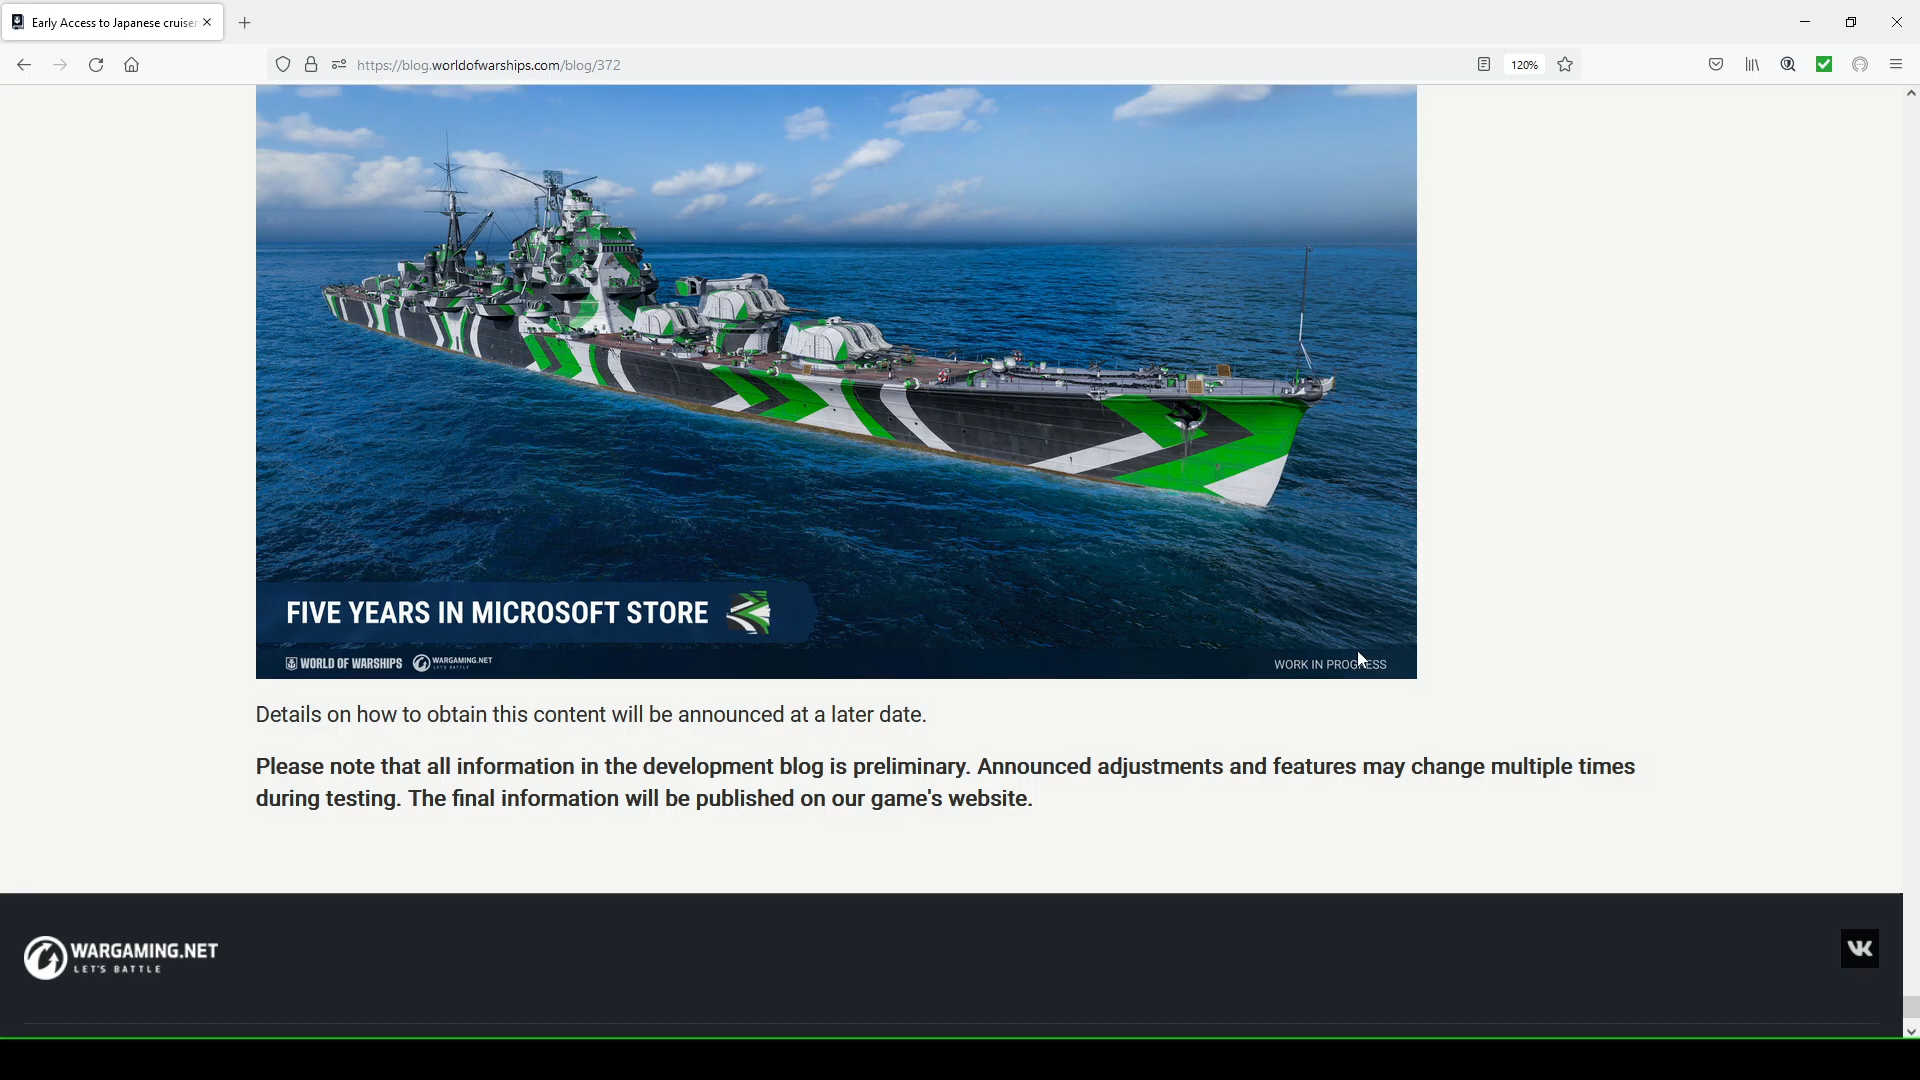 Early Access to Japanese cruiser
https://blog.worldofwarships.com/blog/372
120%
FIVE YEARS IN MICROSOFT STORE
WORLD OF WARSHIPS
WARGAMING.NET
LET'S BATTLE
WORK IN PROGRESS
Details on how to obtain this content will be announced at a later date.
Please note that all information in the development blog is preliminary. Announced adjustments and features may change multiple times
during testing. The final information will be published on our game's website.
WARGAMING.NET
LET'S BATTLE